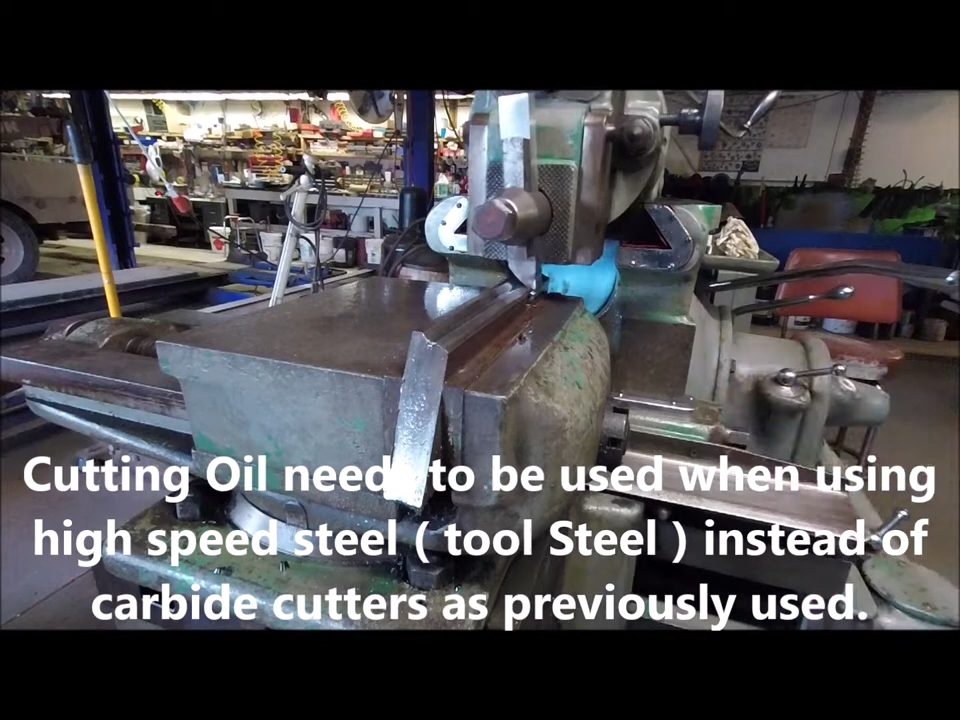 Cutting Oil needs to be used when using
high speed steel ( tool Steel ) instead of
carbide cutters as previously used.